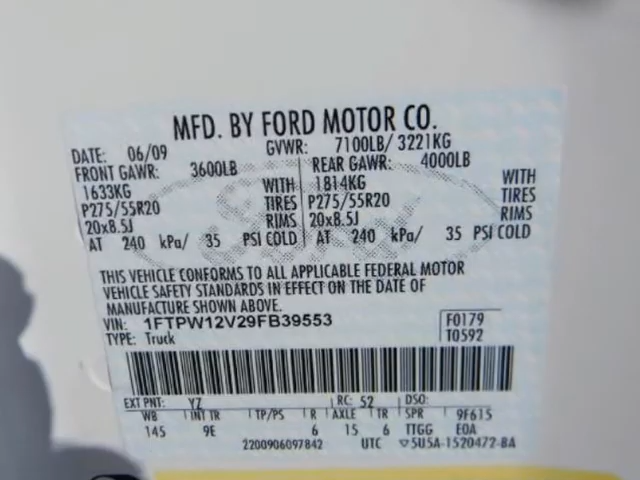 MFD. BY FORD MOTOR CO.
DATE: 06/09 GVWR: 7100LB/ 3221KG
FRONT GAWR: 3600LB REAR GAWR: 4000LB
1633KG WITH 1814KG WITH
P275/55R20 TIRES P275/55R20 TIRES
20x8.5J RIMS 20x8.5J RIMS
AT 240 kPa/ 35 PSI COLD AT 240 kPa/ 35 PSI COLD
THIS VEHICLE CONFORMS TO ALL APPLICABLE FEDERAL MOTOR
VEHICLE SAFETY STANDARDS IN EFFECT ON THE DATE OF
MANUFACTURE SHOWN ABOVE.
VIN: 1FTPW12V29FB39553 F0179
TYPE: Truck T0592
EXT PNT: YZ RC: 52 DSO:
WB INT TR TP/PS R AXLE TR SPR 9F615
145 9E 6 15 6 TTGG E0A
2200906097842 UTC 5U5A-1520472-BA